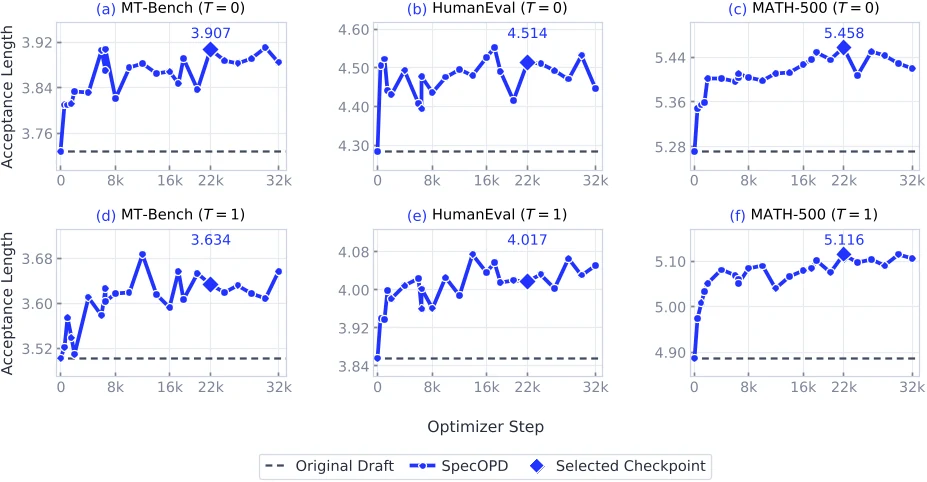 (a) MT-Bench (T = 0)
(b) HumanEval (T = 0)
(c) MATH-500 (T = 0)
Acceptance Length
3.92
3.84
3.76
3.907
0 8k 16k 22k 32k
4.60
4.50
4.40
4.30
4.514
0 8k 16k 22k 32k
5.44
5.36
5.28
5.458
0 8k 16k 22k 32k
(d) MT-Bench (T = 1)
(e) HumanEval (T = 1)
(f) MATH-500 (T = 1)
Acceptance Length
3.68
3.60
3.52
3.634
0 8k 16k 22k 32k
4.08
4.00
3.92
3.84
4.017
0 8k 16k 22k 32k
5.10
5.00
4.90
5.116
0 8k 16k 22k 32k
Optimizer Step
Original Draft SpecOPD Selected Checkpoint